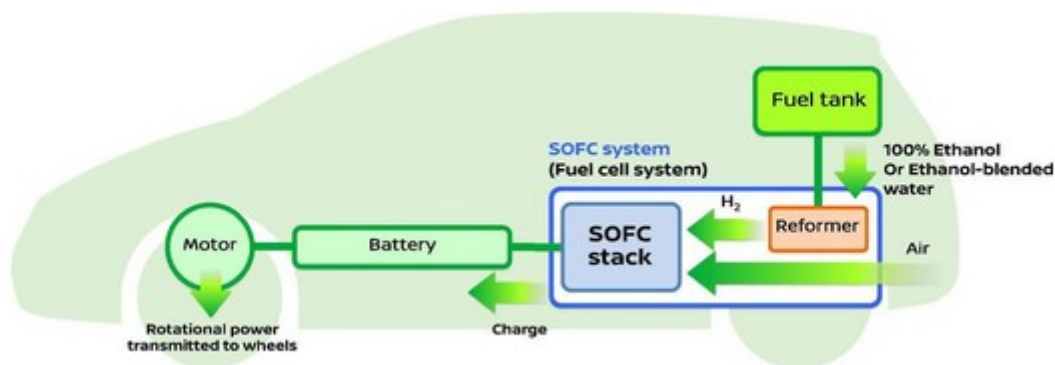 Fuel tank
SOFC system
(Fuel cell system)
100% Ethanol
Or Ethanol-blended
water
H₂
Reformer
SOFC
stack
Air
Motor
Battery
Charge
Rotational power
transmitted to wheels